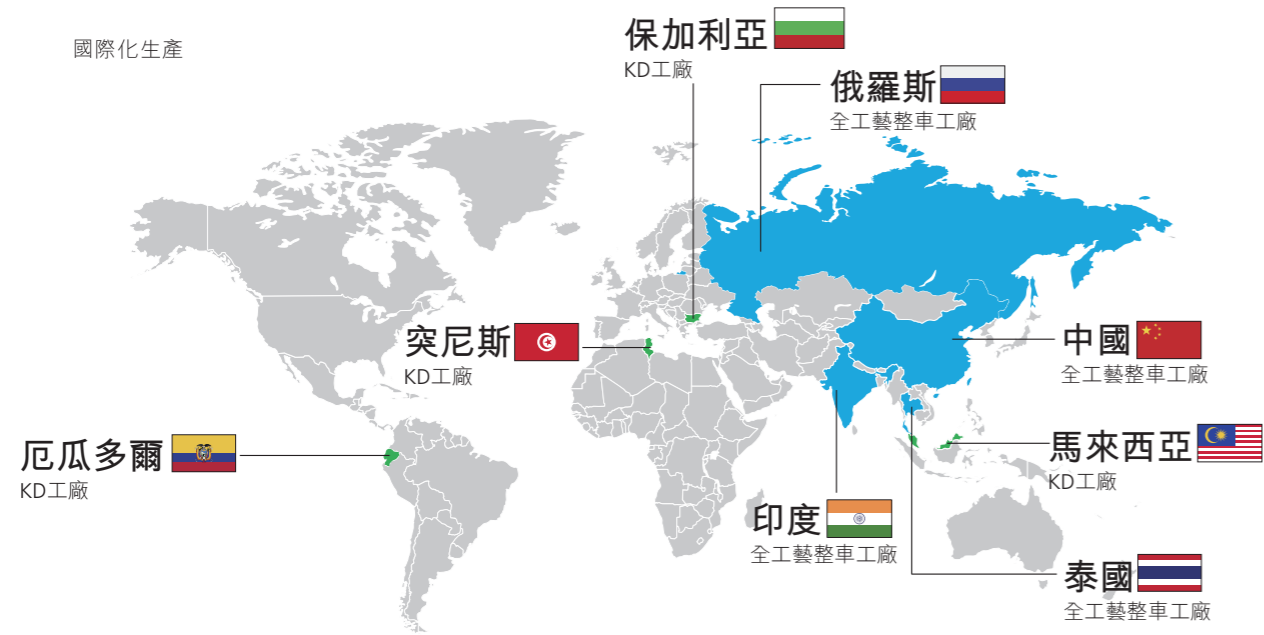 國際化生產
保加利亞
KD工廠
俄羅斯
全工藝整車工廠
突尼斯
KD工廠
中國
全工藝整車工廠
厄瓜多爾
KD工廠
馬來西亞
KD工廠
印度
全工藝整車工廠
泰國
全工藝整車工廠